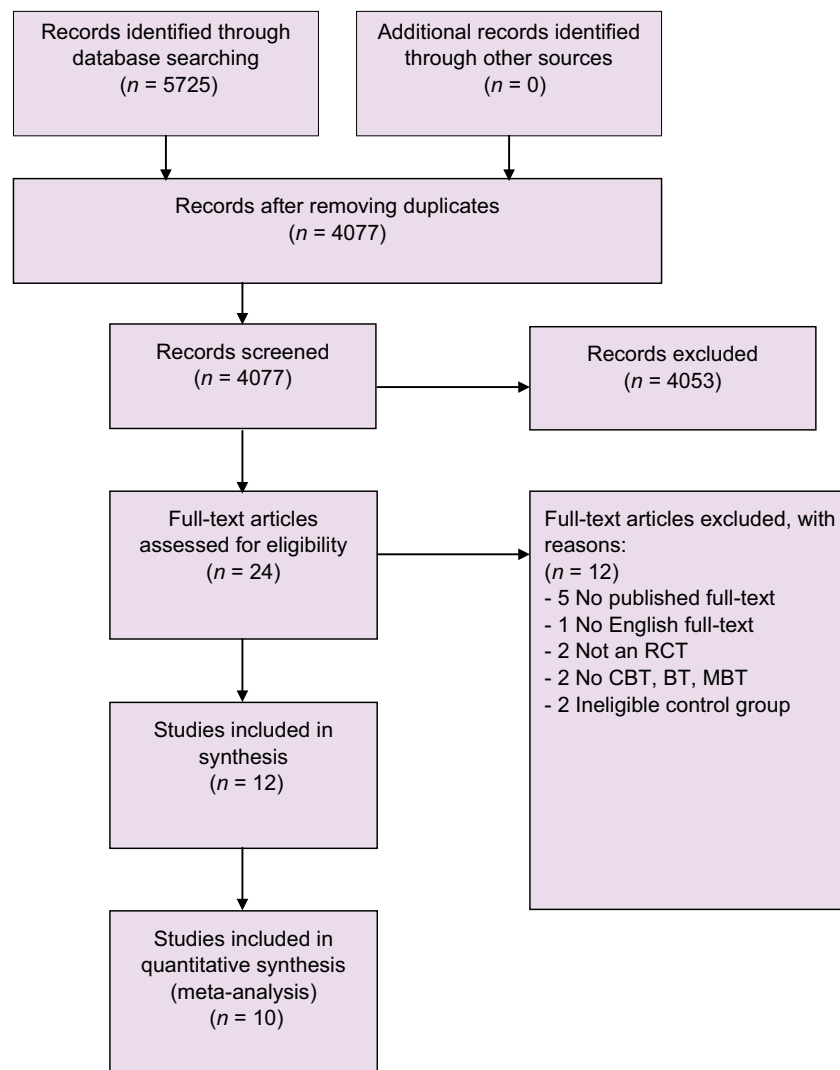 Records identified through
database searching
(n = 5725)
Additional records identified
through other sources
(n = 0)
Records after removing duplicates
(n = 4077)
Records screened
(n = 4077)
Records excluded
(n = 4053)
Full-text articles
assessed for eligibility
(n = 24)
Full-text articles excluded, with
reasons:
(n = 12)
- 5 No published full-text
- 1 No English full-text
- 2 Not an RCT
- 2 No CBT, BT, MBT
- 2 Ineligible control group
Studies included in
synthesis
(n = 12)
Studies included in
quantitative synthesis
(meta-analysis)
(n = 10)